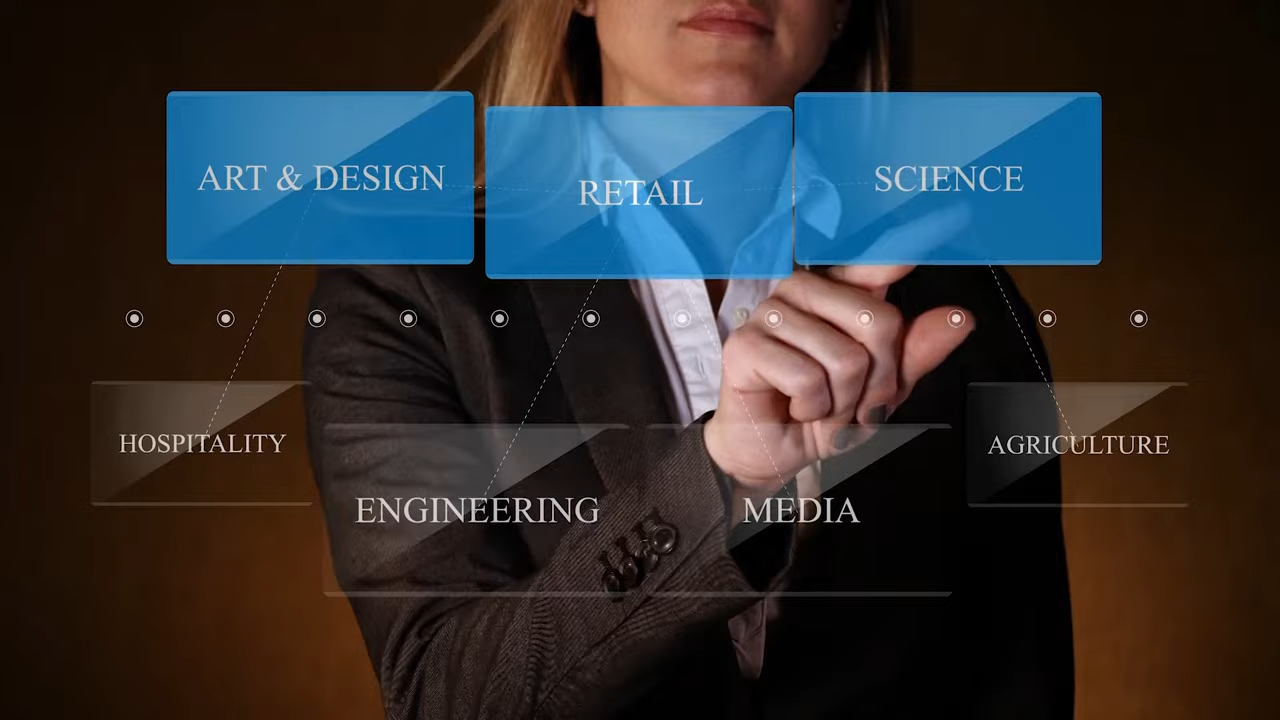 ART & DESIGN
RETAIL
SCIENCE
HOSPITALITY
ENGINEERING
MEDIA
AGRICULTURE